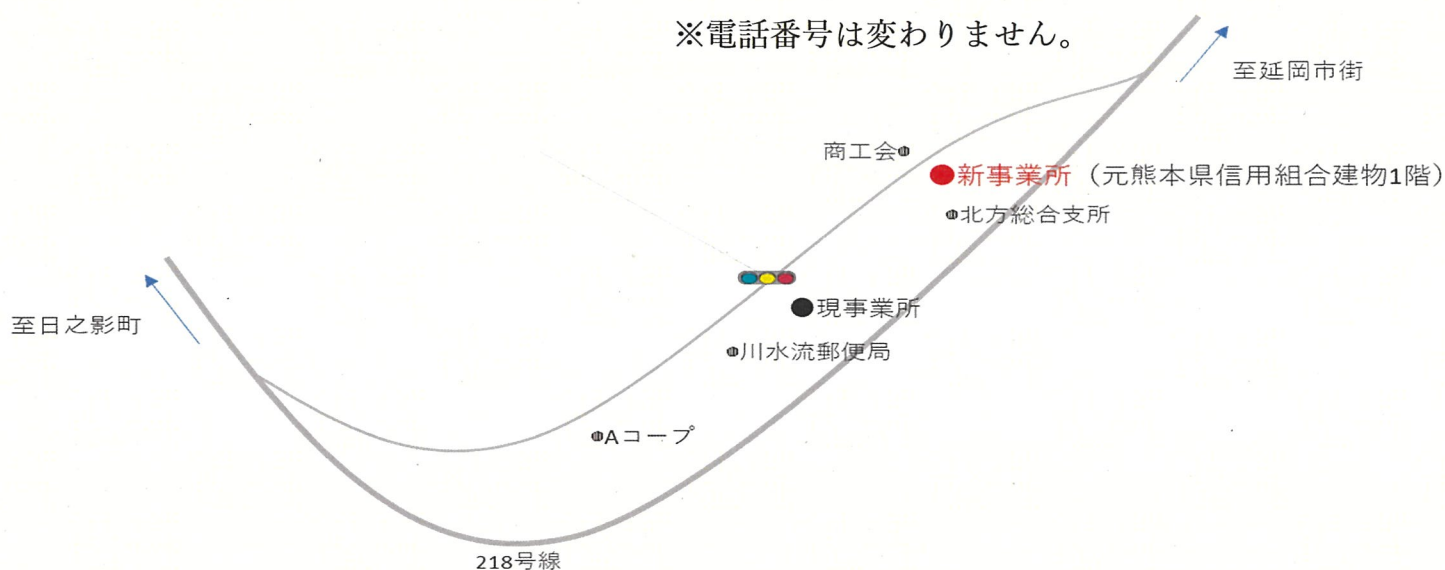 ※電話番号は変わりません。
至延岡市街
商工会
新事業所（元熊本県信用組合建物1階）
北方総合支所
現事業所
至日之影町
川水流郵便局
Aコープ
218号線